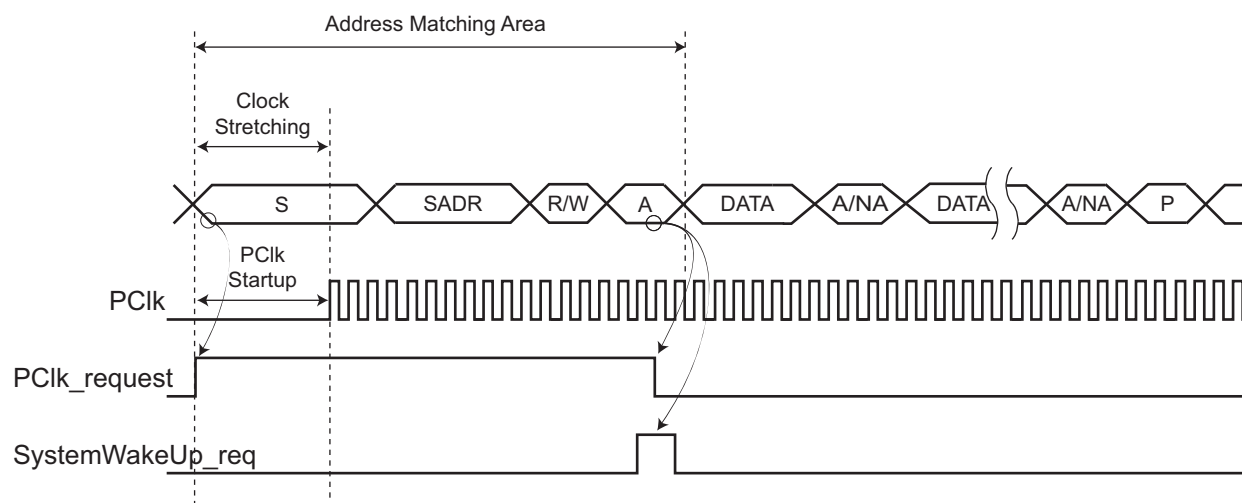 Address Matching Area
Clock
Stretching
S
SADR
R/W
A
DATA
A/NA
DATA
A/NA
P
PClk
Startup
PClk
PClk_request
SystemWakeUp_req